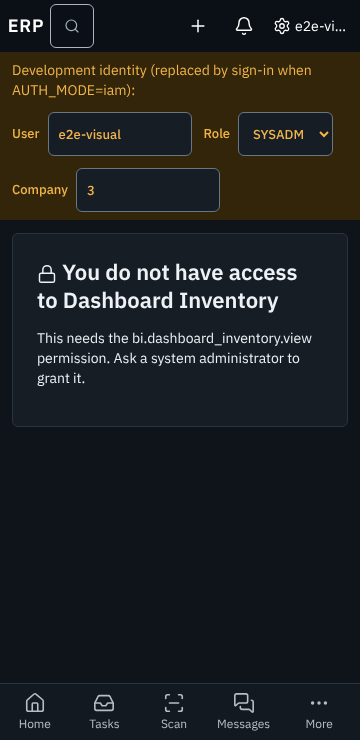 ERP
e2e-vi...
Development identity (replaced by sign-in when
AUTH_MODE=iam):
User
e2e-visual
Role
SYSADM
Company
3
You do not have access
to Dashboard Inventory
This needs the bi.dashboard_inventory.view
permission. Ask a system administrator to
grant it.
Home
Tasks
Scan
Messages
More